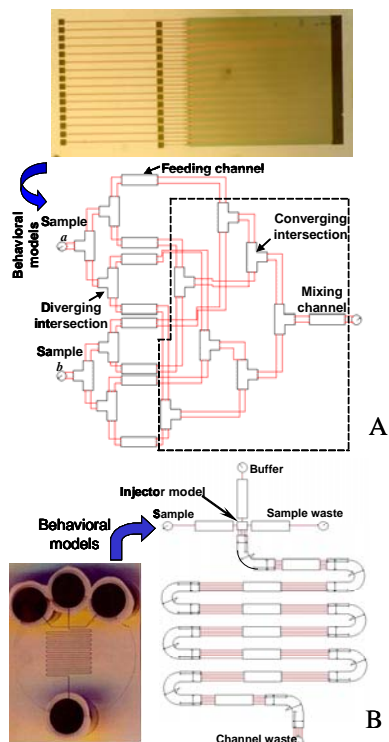 Feeding channel
Behavioral
models
Sample
a
Converging
intersection
Mixing
channel
Diverging
intersection
Sample
b
A
Buffer
Injector model
Sample
Sample waste
Behavioral
models
B
Channel waste